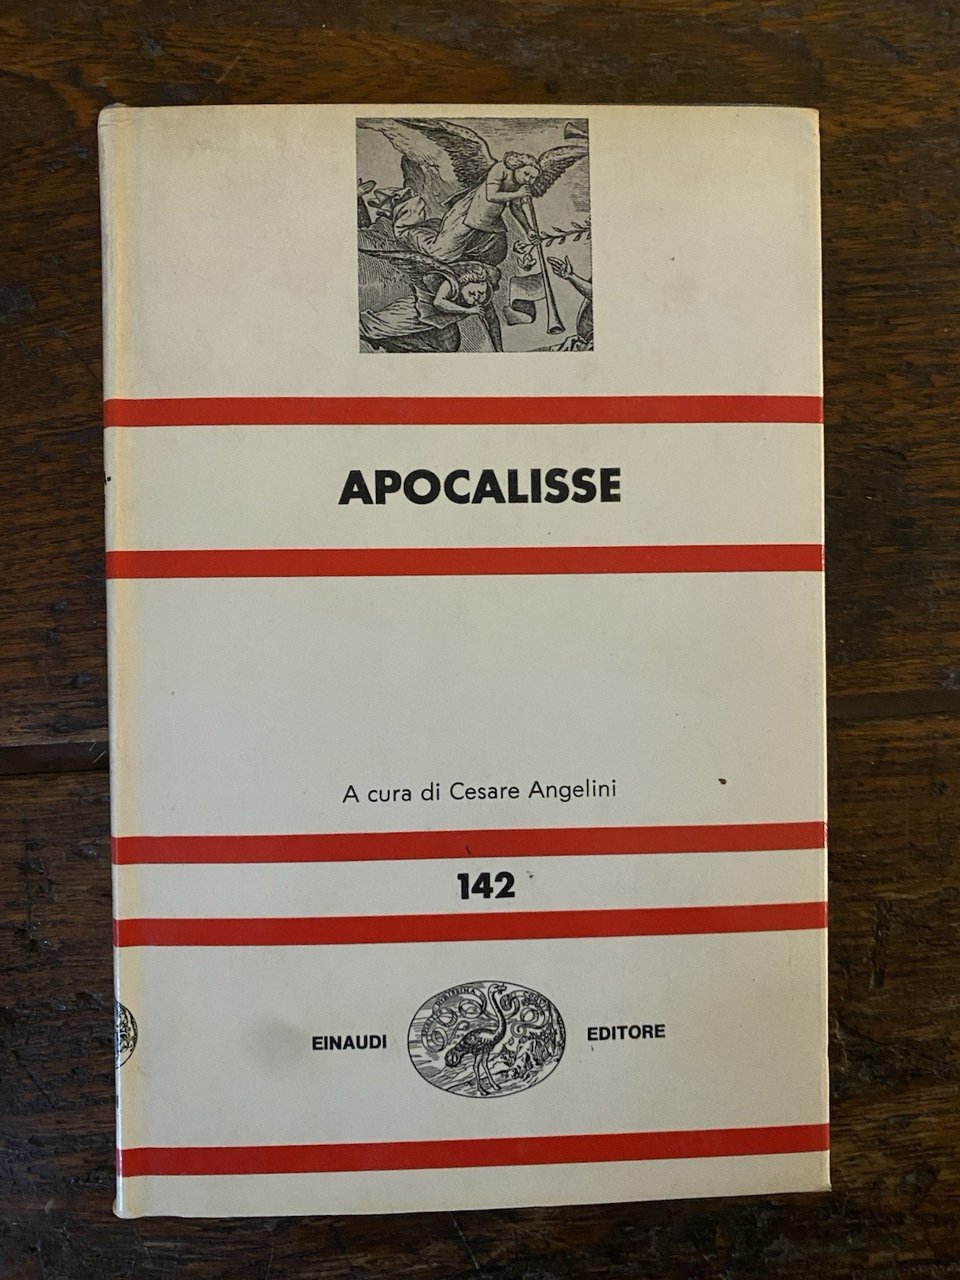 APOCALISSE
A cura di Cesare Angelini
142
EINAUDI EDITORE